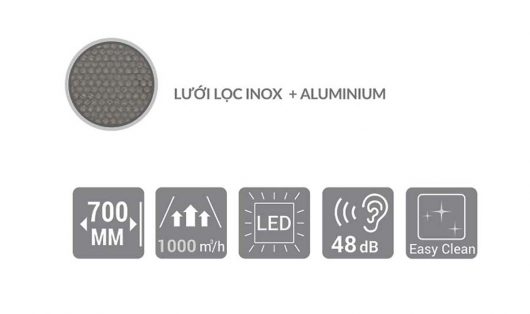 LƯỚI LỌC INOX + ALUMINIUM
700
MM
1000 m³/h
LED
48 dB
Easy Clean